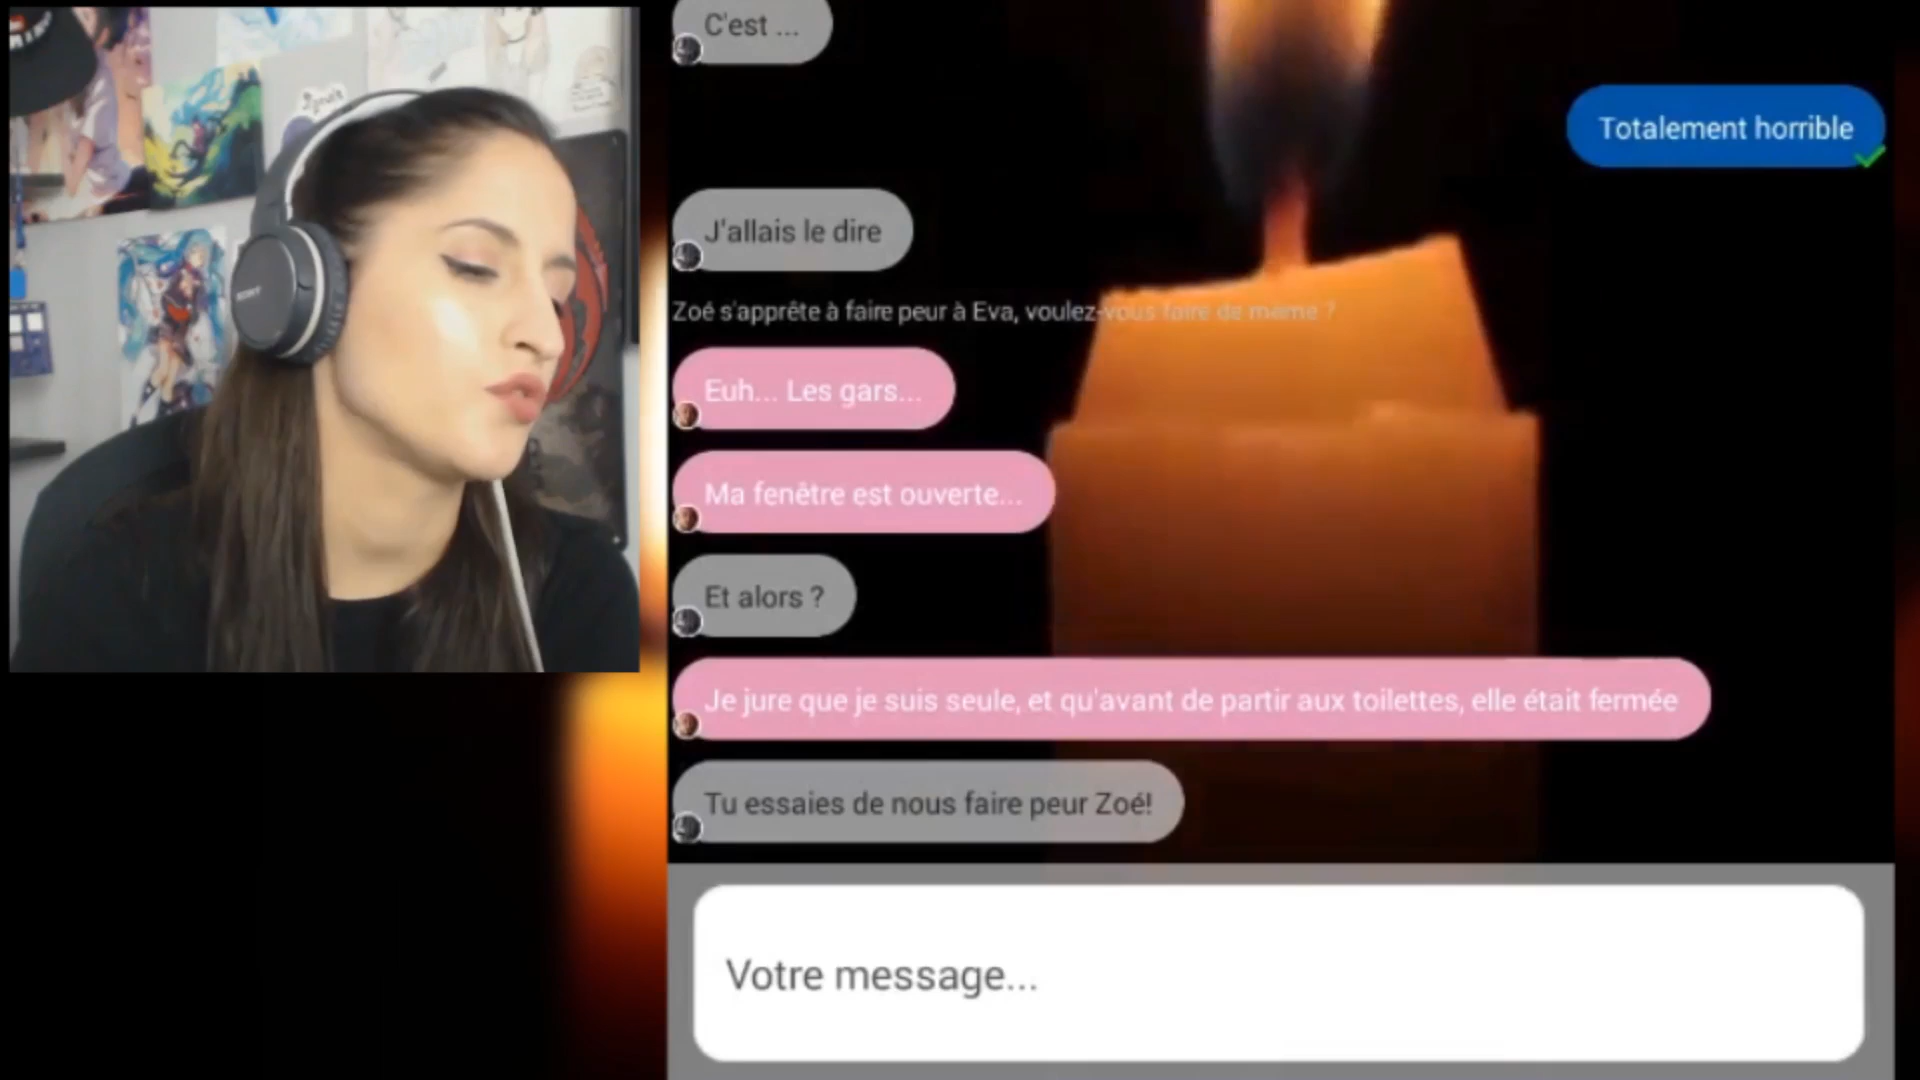 C'est ...
Totalement horrible
J'allais le dire
Zoé s'apprête à faire peur à Eva, voulez-vous faire de même ?
Euh... Les gars...
Ma fenêtre est ouverte...
Et alors ?
Je jure que je suis seule, et qu'avant de partir aux toilettes, elle était fermée
Tu essaies de nous faire peur Zoé!
Votre message...
SONY